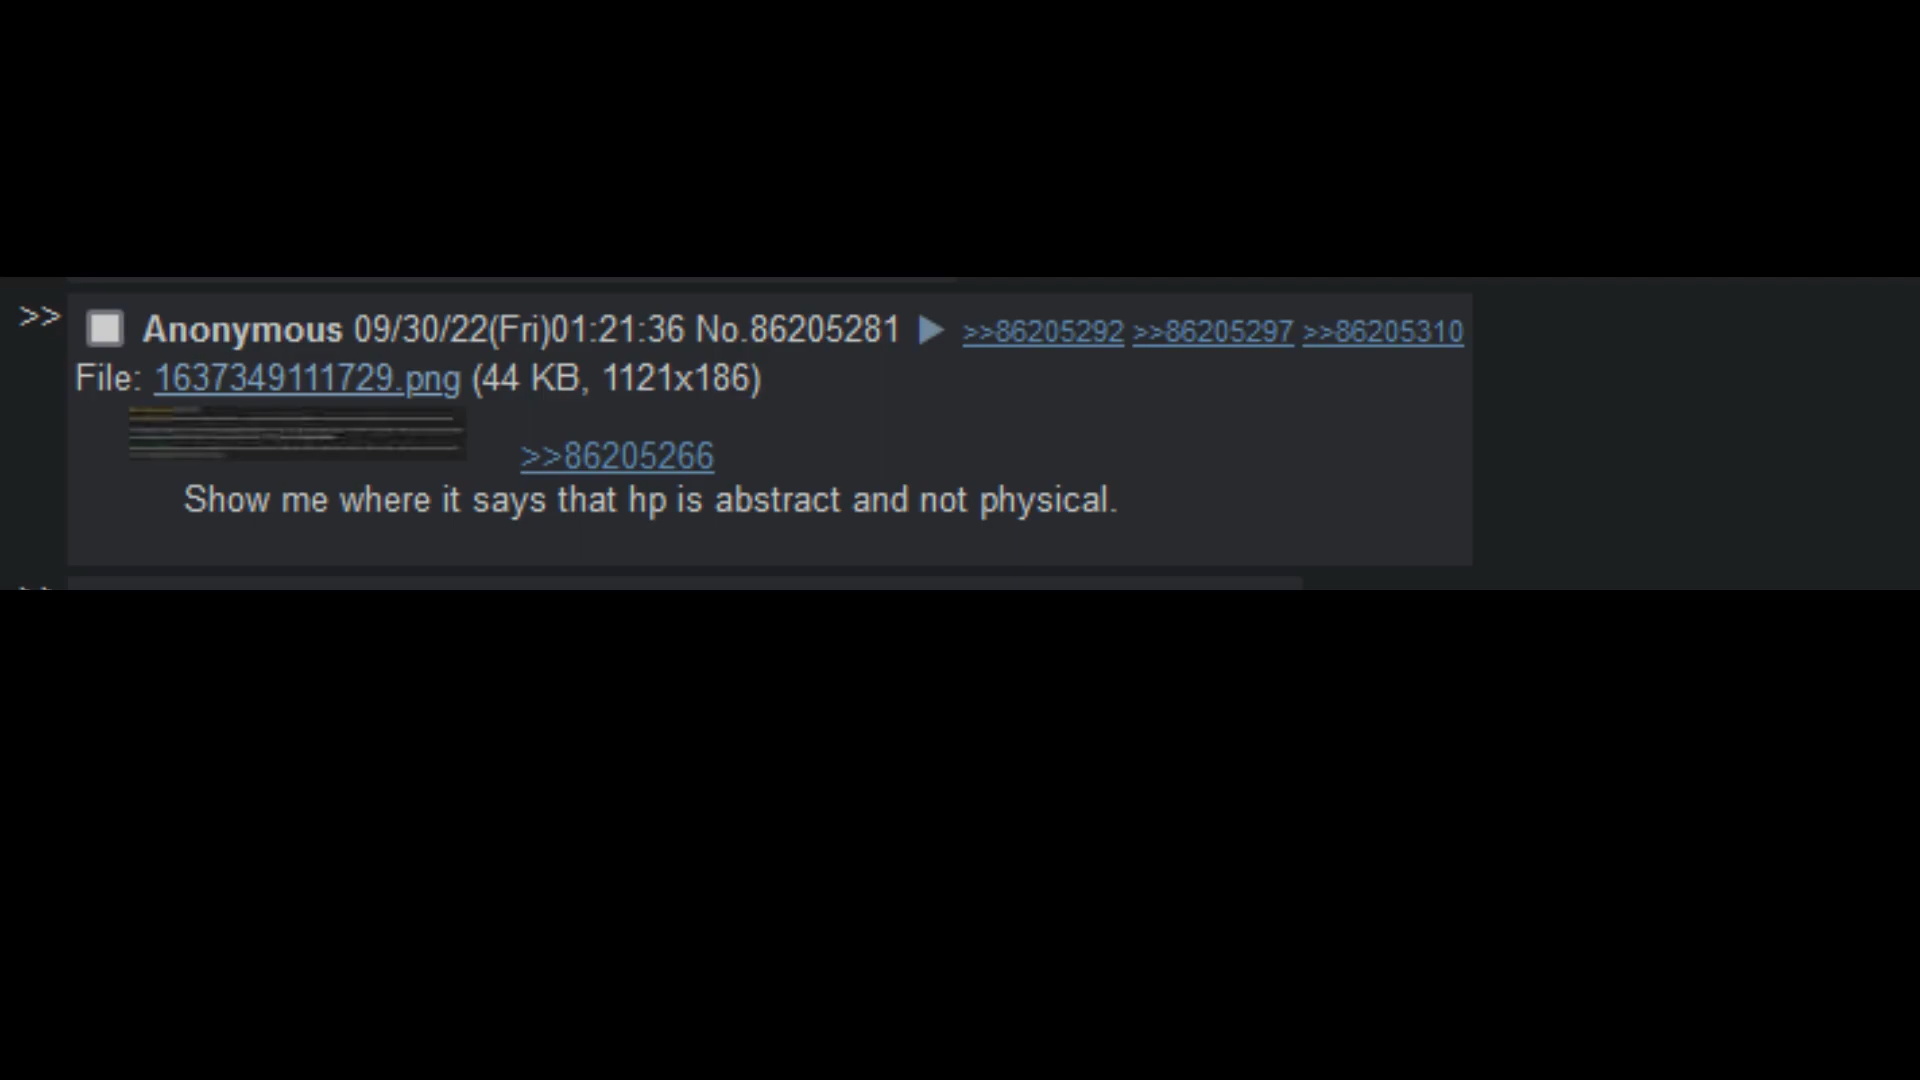 >> Anonymous 09/30/22(Fri)01:21:36 No.86205281 ▶ >>86205292 >>86205297 >>86205310
File: 1637349111729.png (44 KB, 1121x186)
>>86205266
Show me where it says that hp is abstract and not physical.